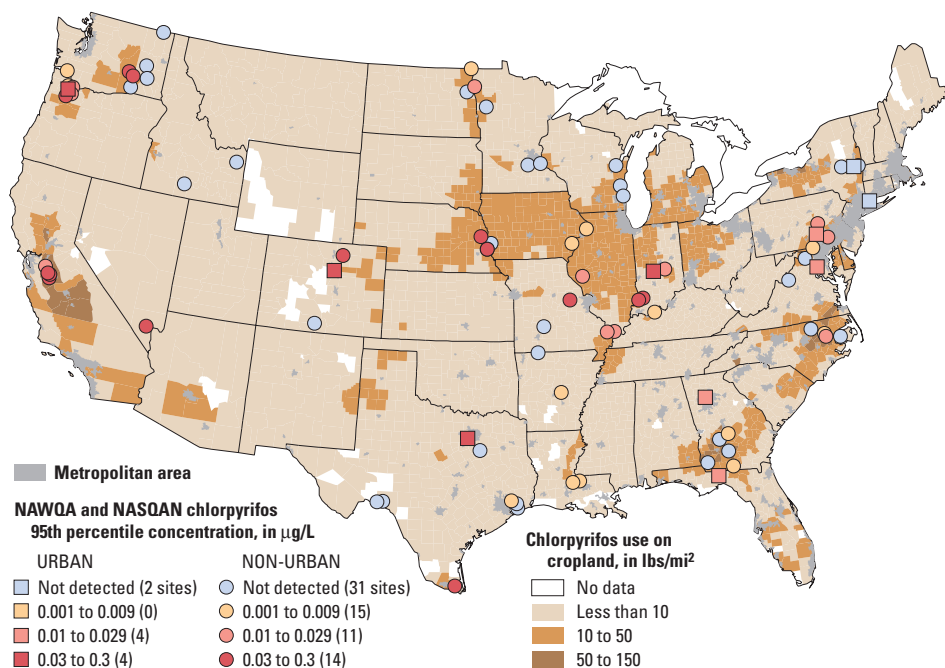 Metropolitan area
NAWQA and NASQAN chlorpyrifos
95th percentile concentration, in µg/L
URBAN
Not detected (2 sites)
0.001 to 0.009 (0)
0.01 to 0.029 (4)
0.03 to 0.3 (4)
NON-URBAN
Not detected (31 sites)
0.001 to 0.009 (15)
0.01 to 0.029 (11)
0.03 to 0.3 (14)
Chlorpyrifos use on
cropland, in lbs/mi²
No data
Less than 10
10 to 50
50 to 150